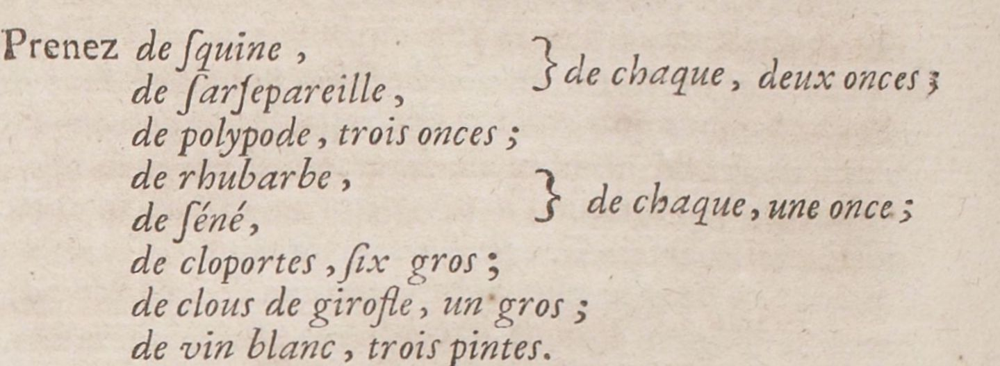 Prenez de ſquine, } de chaque, deux onces;
de ſarſepareille,
de polypode, trois onces;
de rhubarbe, } de chaque, une once;
de ſéné,
de cloportes, ſix gros;
de clous de girofle, un gros;
de vin blanc, trois pintes.